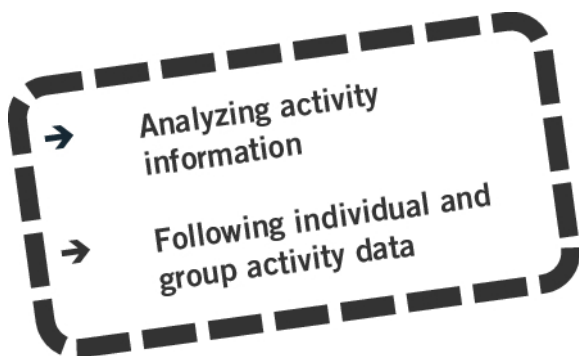 ➔ Analyzing activity
information
➔ Following individual and
group activity data